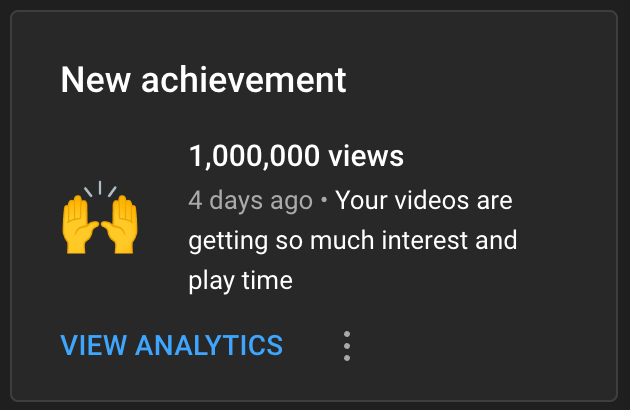 New achievement
1,000,000 views
4 days ago • Your videos are
getting so much interest and
play time
VIEW ANALYTICS